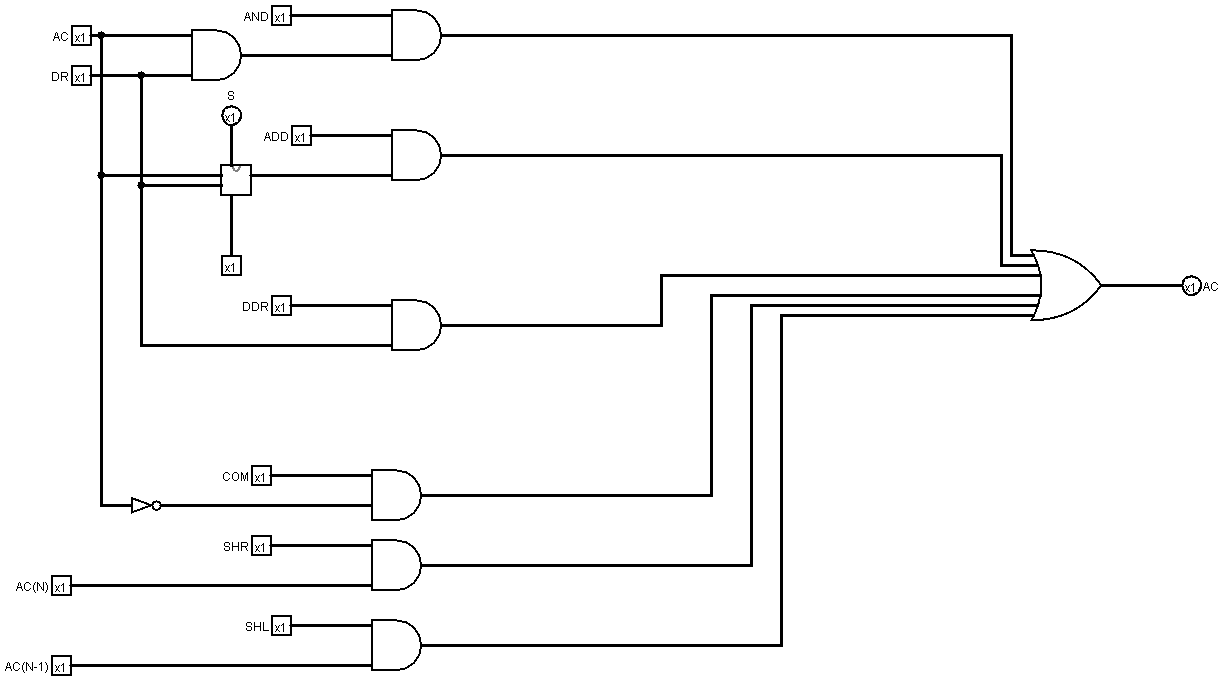 AND x1
AC x1
DR x1
S
x1
ADD x1
x1
DDR x1
x1 AC
COM x1
SHR x1
AC(N) x1
SHL x1
AC(N-1) x1